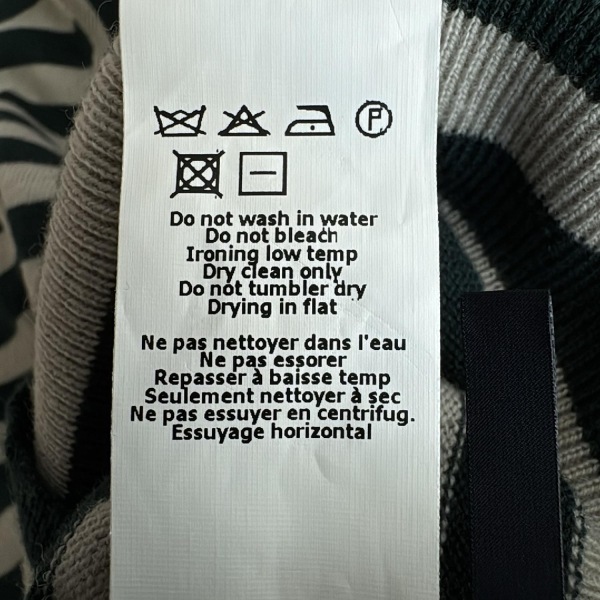 P
Do not wash in water
Do not bleach
Ironing low temp
Dry clean only
Do not tumbler dry
Drying in flat
Ne pas nettoyer dans l'eau
Ne pas essorer
Repasser à baisse temp
Seulement nettoyer à sec
Ne pas essuyer en centrifug.
Essuyage horizontal